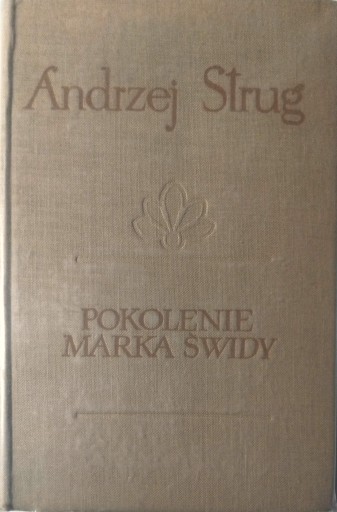 Andrzej Strug
POKOLENIE
MARKA ŚWIDY